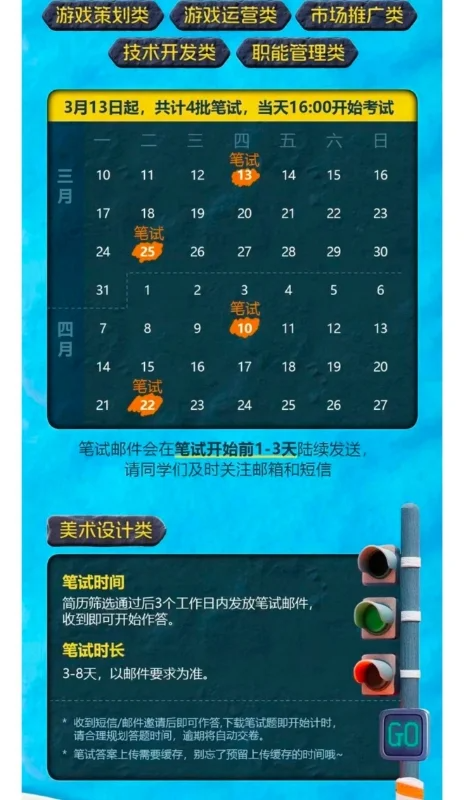 游戏策划类 游戏运营类 市场推广类
技术开发类 职能管理类
3月13日起，共计4批笔试，当天16:00开始考试
一 二 三 四 五 六 日
三月
笔试
10 11 12 13 14 15 16
17 18 19 20 21 22 23
笔试
24 25 26 27 28 29 30
31 1 2 3 4 5 6
四月
笔试
7 8 9 10 11 12 13
14 15 16 17 18 19 20
笔试
21 22 23 24 25 26 27
笔试邮件会在笔试开始前1-3天陆续发送，
请同学们及时关注邮箱和短信
美术设计类
笔试时间
简历筛选通过后3个工作日内发放笔试邮件，
收到即可开始作答。
笔试时长
3-8天，以邮件要求为准。
* 收到短信/邮件邀请后即可作答,下载笔试题即开始计时，
请合理规划答题时间，逾期将自动交卷。
* 笔试答案上传需要缓存，别忘了预留上传缓存的时间哦~
GO